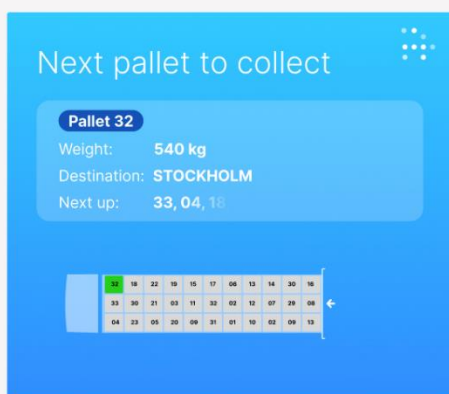 Next pallet to collect
Pallet 32
Weight: 540 kg
Destination: STOCKHOLM
Next up: 33, 04, 18
32 18 22 19 15 17 06 13 14 30 16
33 30 21 03 11 32 02 12 07 29 08
04 23 05 20 09 31 01 10 02 09 13